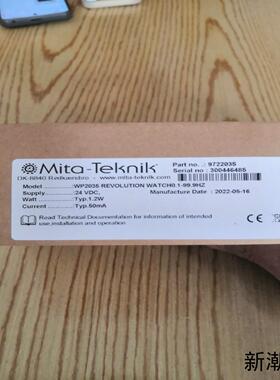 Mita-Teknik®
DK-8840 Rødkærsbro • www.mita-teknik.com
Part no. : 9722035
Serial no : 300446485
Model : WP2035 REVOLUTION WATCH0.1-99.9HZ
Supply : 24 VDC,
Manufacture Date : 2022-05-16
Watt : Typ.1.2W
Current : Typ.50mA
Read Technical Documentation for information of intended
use,installation and operation
CE
新潮